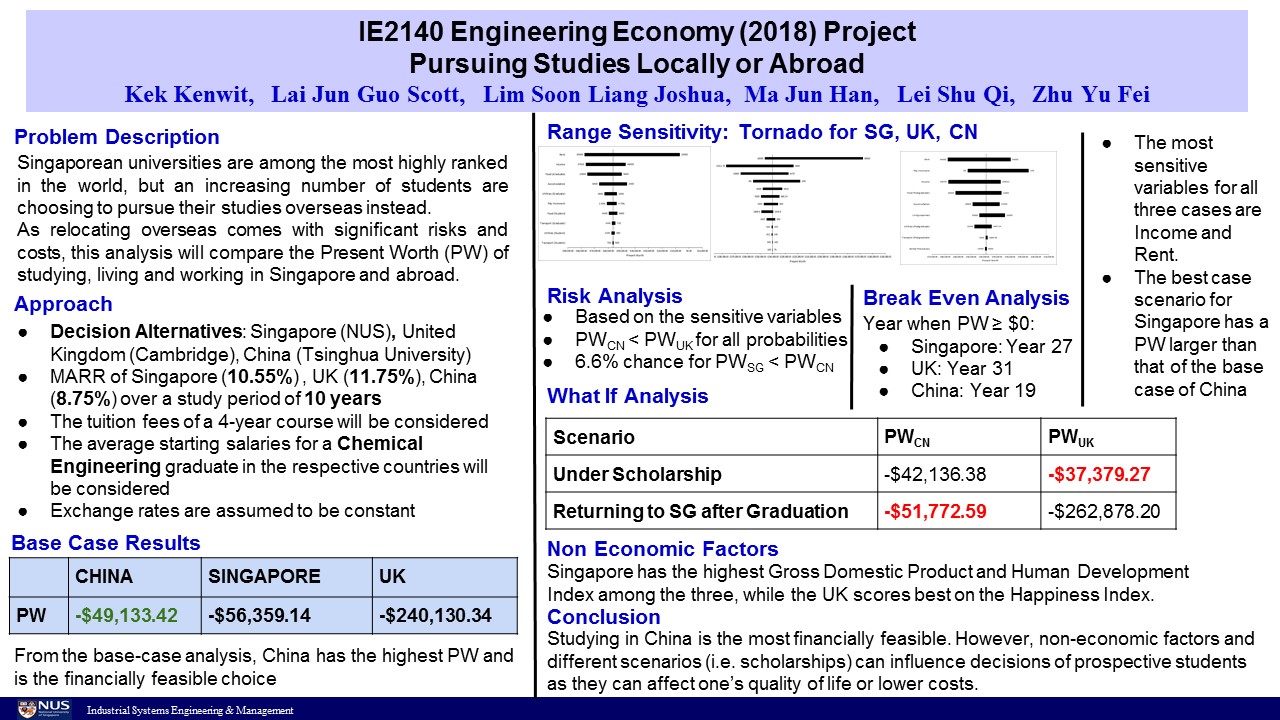 IE2140 Engineering Economy (2018) Project
Pursuing Studies Locally or Abroad
Kek Kenwit, Lai Jun Guo Scott, Lim Soon Liang Joshua, Ma Jun Han, Lei Shu Qi, Zhu Yu Fei
Problem Description
Singaporean universities are among the most highly ranked
in the world, but an increasing number of students are
choosing to pursue their studies overseas instead.
As relocating overseas comes with significant risks and
costs, this analysis will compare the Present Worth (PW) of
studying, living and working in Singapore and abroad.
Approach
● Decision Alternatives: Singapore (NUS), United
Kingdom (Cambridge), China (Tsinghua University)
● MARR of Singapore (10.55%) , UK (11.75%), China
(8.75%) over a study period of 10 years
● The tuition fees of a 4-year course will be considered
● The average starting salaries for a Chemical
Engineering graduate in the respective countries will
be considered
● Exchange rates are assumed to be constant
Base Case Results
CHINA SINGAPORE UK
PW -$49,133.42 -$56,359.14 -$240,130.34
From the base-case analysis, China has the highest PW and
is the financially feasible choice
Range Sensitivity: Tornado for SG, UK, CN
● The most
sensitive
variables for all
three cases are
Income and
Rent.
● The best case
scenario for
Singapore has a
PW larger than
that of the base
case of China
Risk Analysis
● Based on the sensitive variables
● PWCN < PWUK for all probabilities
● 6.6% chance for PWSG < PWCN
Break Even Analysis
Year when PW ≥ $0:
● Singapore: Year 27
● UK: Year 31
● China: Year 19
What If Analysis
Scenario PWCN PWUK
Under Scholarship -$42,136.38 -$37,379.27
Returning to SG after Graduation -$51,772.59 -$262,878.20
Non Economic Factors
Singapore has the highest Gross Domestic Product and Human Development
Index among the three, while the UK scores best on the Happiness Index.
Conclusion
Studying in China is the most financially feasible. However, non-economic factors and
different scenarios (i.e. scholarships) can influence decisions of prospective students
as they can affect one's quality of life or lower costs.
NUS
Industrial Systems Engineering & Management